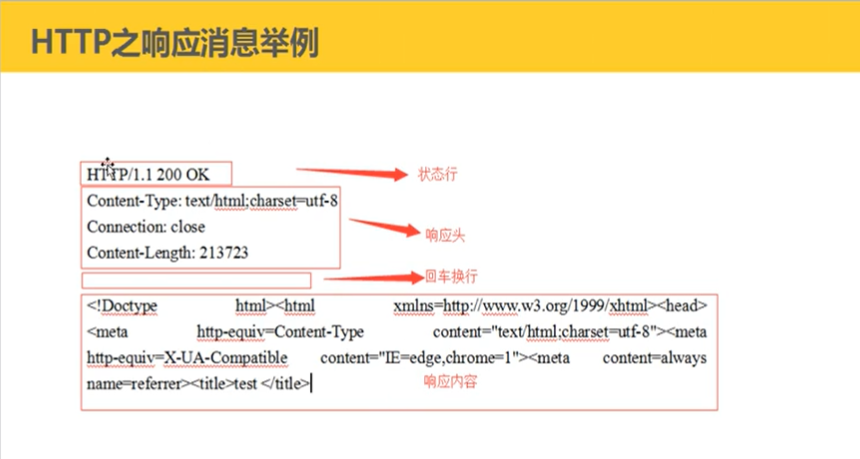 HTTP之响应消息举例
HTTP/1.1 200 OK
状态行
Content-Type: text/html;charset=utf-8
Connection: close
响应头
Content-Length: 213723
回车换行
<!Doctype html><html xmlns=http://www.w3.org/1999/xhtml><head>
<meta http-equiv=Content-Type content="text/html;charset=utf-8"><meta
http-equiv=X-UA-Compatible content="IE=edge,chrome=1"><meta content=always
name=referrer><title>test </title>
响应内容